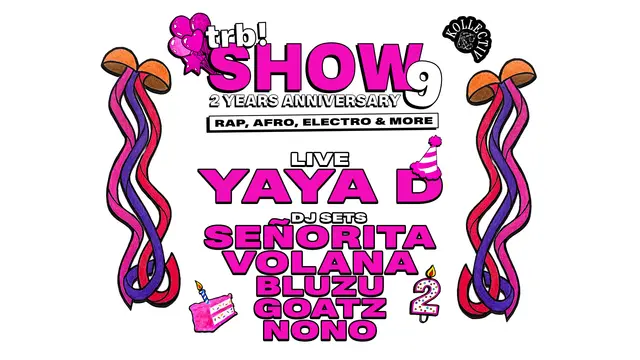 trb!
KOLLECTIV
SHOW 9
2 YEARS ANNIVERSARY
RAP, AFRO, ELECTRO & MORE
LIVE
YAYA D
DJ SETS
SEÑORITA
VOLANA
BLUZU
GOATZ
NONO
2